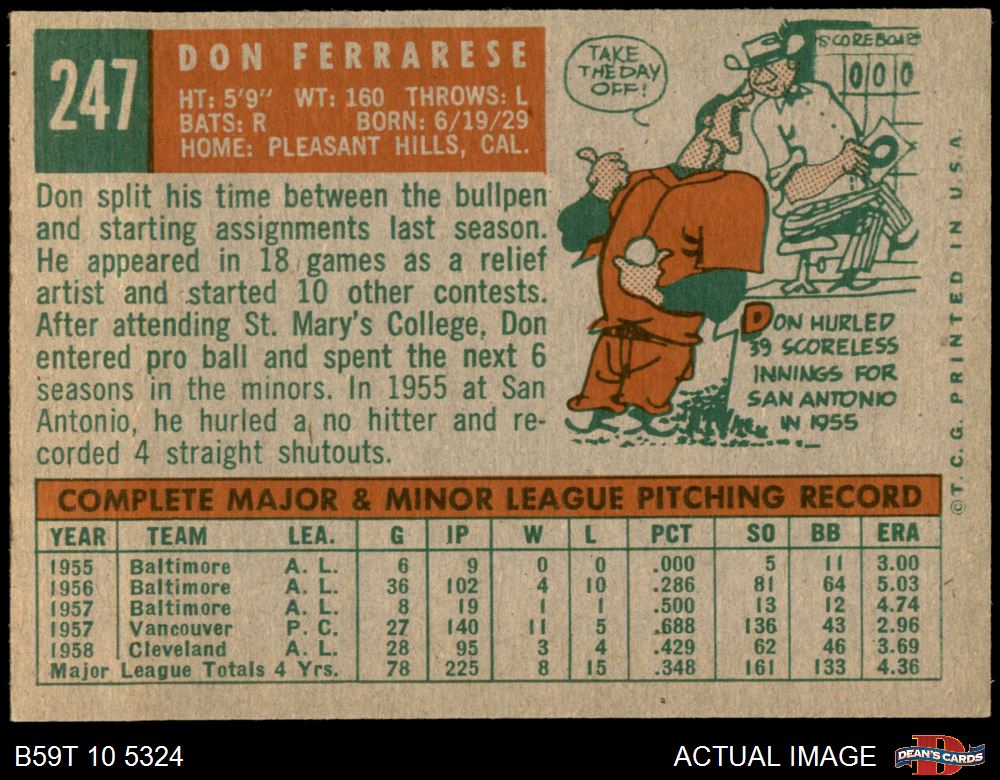 247
DON FERRARESE
HT: 5'9" WT: 160 THROWS: L
BATS: R BORN: 6/19/29
HOME: PLEASANT HILLS, CAL.
Don split his time between the bullpen
and starting assignments last season.
He appeared in 18 games as a relief
artist and started 10 other contests.
After attending St. Mary's College, Don
entered pro ball and spent the next 6
seasons in the minors. In 1955 at San
Antonio, he hurled a no hitter and re-
corded 4 straight shutouts.
TAKE
THE DAY
OFF!
SCOREBOARD
0 0 0
DON HURLED
39 SCORELESS
INNINGS FOR
SAN ANTONIO
IN 1955
© T. C. G. PRINTED IN U.S.A.
COMPLETE MAJOR & MINOR LEAGUE PITCHING RECORD
YEAR TEAM LEA. G IP W L PCT SO BB ERA
1955 Baltimore A. L. 6 9 0 0 .000 5 11 3.00
1956 Baltimore A. L. 36 102 4 10 .286 81 64 5.03
1957 Baltimore A. L. 8 19 1 1 .500 13 12 4.74
1957 Vancouver P. C. 27 140 11 5 .688 136 43 2.96
1958 Cleveland A. L. 28 95 3 4 .429 62 46 3.69
Major League Totals 4 Yrs. 78 225 8 15 .348 161 133 4.36
B59T 10 5324
ACTUAL IMAGE
DEAN'S CARDS